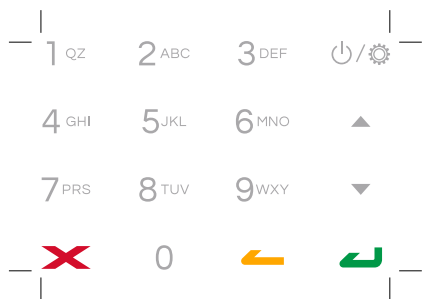 1 QZ 2 ABC 3 DEF /
4 GHI 5 JKL 6 MNO
7 PRS 8 TUV 9 WXY
0